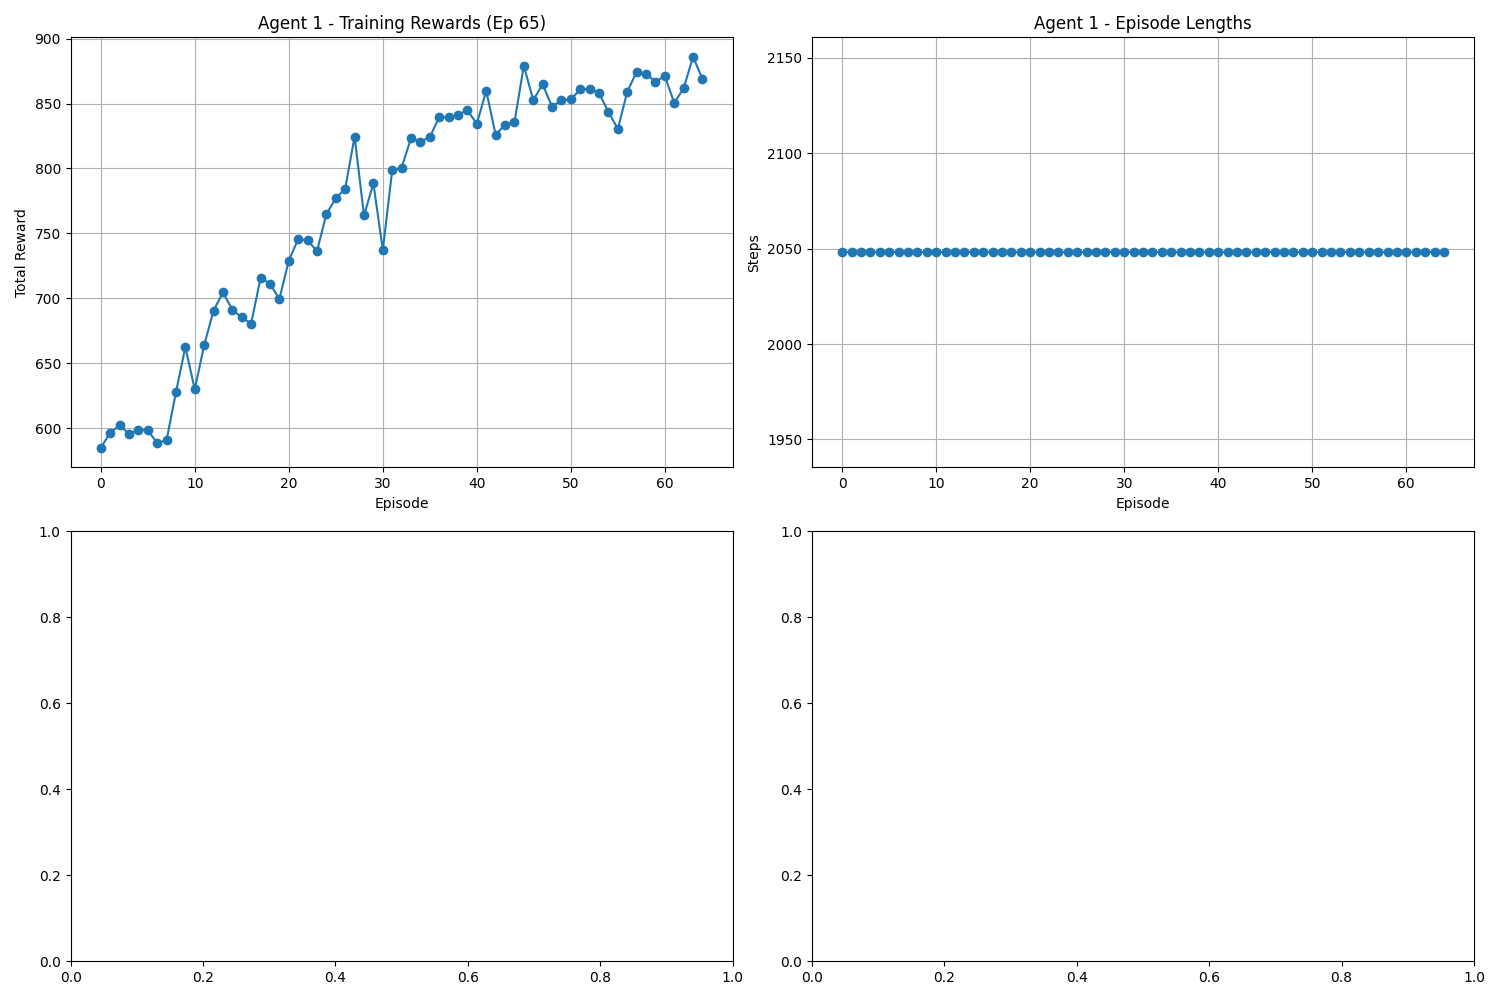 Agent 1 - Training Rewards (Ep 65)
900
850
800
750
700
650
600
Total Reward
0 10 20 30 40 50 60
Episode
Agent 1 - Episode Lengths
2150
2100
2050
2000
1950
Steps
0 10 20 30 40 50 60
Episode
1.0
0.8
0.6
0.4
0.2
0.0
0.0 0.2 0.4 0.6 0.8 1.0
1.0
0.8
0.6
0.4
0.2
0.0
0.0 0.2 0.4 0.6 0.8 1.0